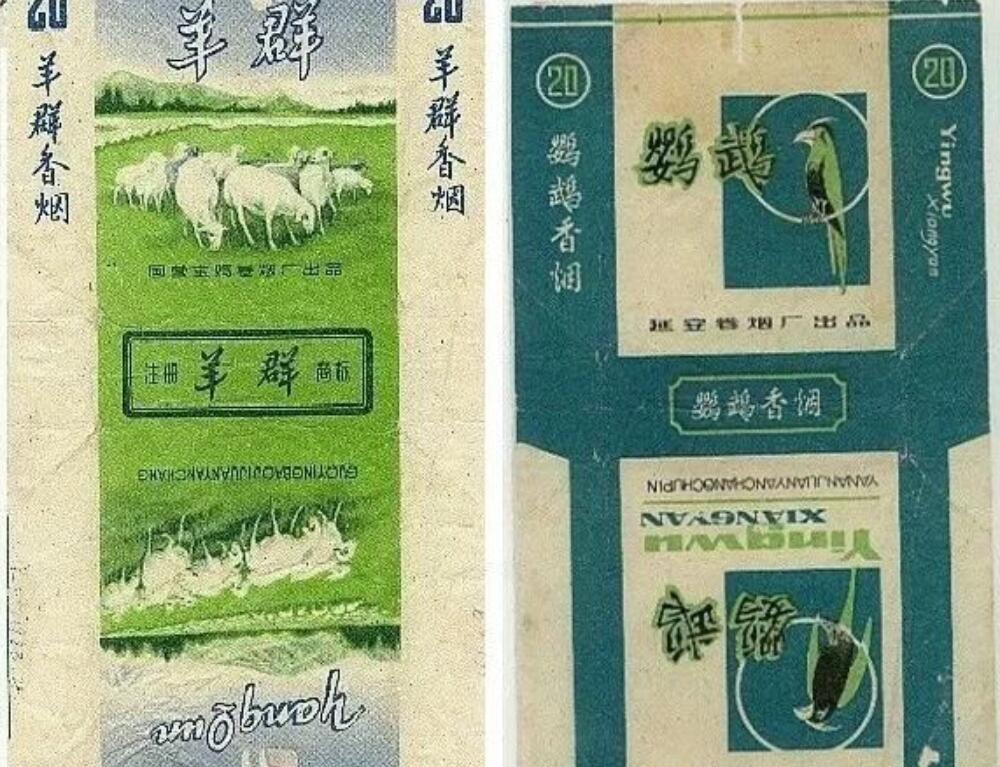 20
羊群香烟
羊群
20
羊群香烟
国营宝鸡卷烟厂出品
注册 羊群 商标
GUOYINGBAOJIJUANYANCHANG
yangQun
20
鹦鹉香烟
鹦鹉
20
Yingwu
Xiangyan
延安卷烟厂出品
鹦鹉香烟
YANANJUANYANCHANGCHUPIN
XIANGYAN
Yingwu
鹦鹉